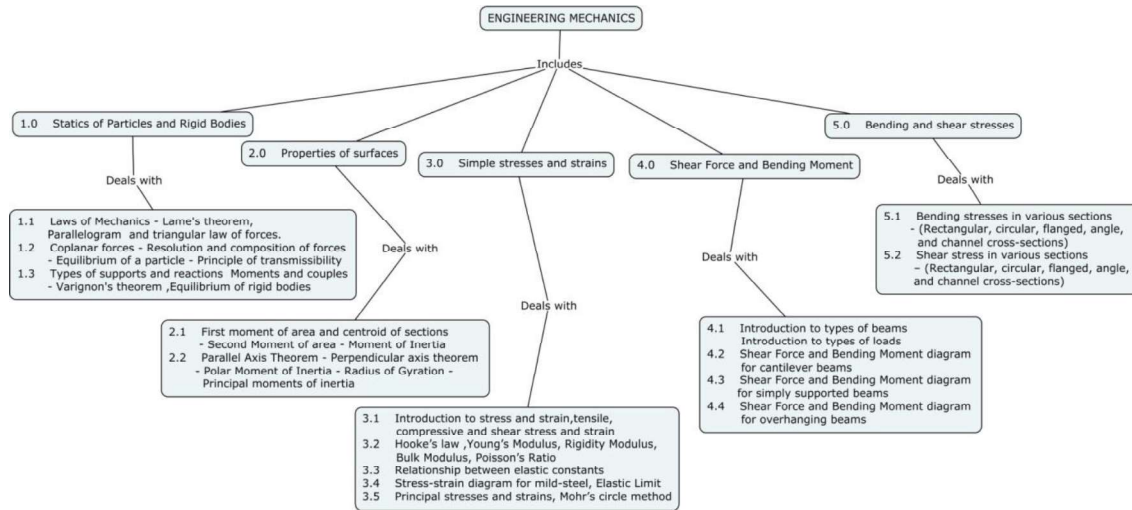 ENGINEERING MECHANICS
Includes
1.0 Statics of Particles and Rigid Bodies
2.0 Properties of surfaces
3.0 Simple stresses and strains
4.0 Shear Force and Bending Moment
5.0 Bending and shear stresses
Deals with
1.1 Laws of Mechanics - Lame's theorem,
Parallelogram and triangular law of forces.
1.2 Coplanar forces - Resolution and composition of forces
- Equilibrium of a particle - Principle of transmissibility
1.3 Types of supports and reactions Moments and couples
- Varignon's theorem ,Equilibrium of rigid bodies
Deals with
2.1 First moment of area and centroid of sections
- Second Moment of area - Moment of Inertia
2.2 Parallel Axis Theorem - Perpendicular axis theorem
- Polar Moment of Inertia - Radius of Gyration -
Principal moments of inertia
Deals with
3.1 Introduction to stress and strain,tensile,
compressive and shear stress and strain
3.2 Hooke's law ,Young's Modulus, Rigidity Modulus,
Bulk Modulus, Poisson's Ratio
3.3 Relationship between elastic constants
3.4 Stress-strain diagram for mild-steel, Elastic Limit
3.5 Principal stresses and strains, Mohr's circle method
Deals with
4.1 Introduction to types of beams
Introduction to types of loads
4.2 Shear Force and Bending Moment diagram
for cantilever beams
4.3 Shear Force and Bending Moment diagram
for simply supported beams
4.4 Shear Force and Bending Moment diagram
for overhanging beams
Deals with
5.1 Bending stresses in various sections
- (Rectangular, circular, flanged, angle,
and channel cross-sections)
5.2 Shear stress in various sections
– (Rectangular, circular, flanged, angle,
and channel cross-sections)